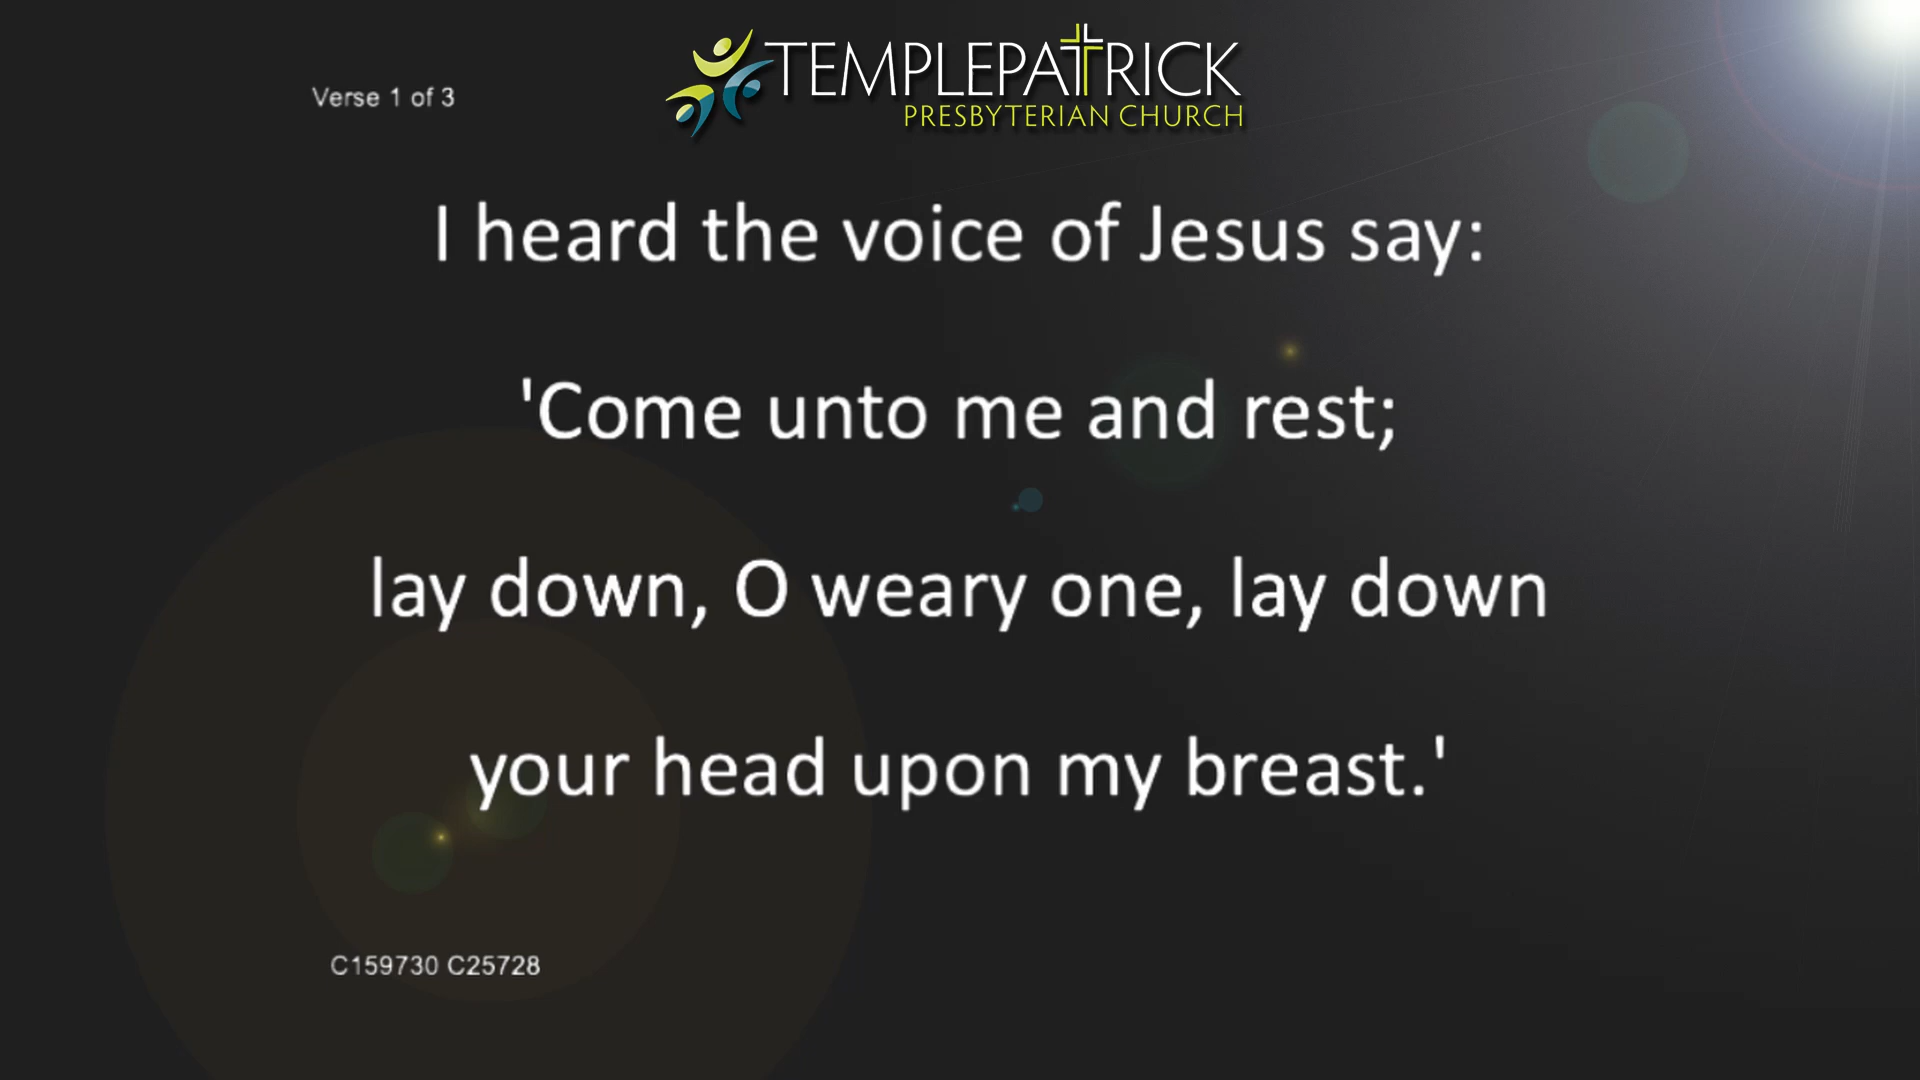 Verse 1 of 3
TEMPLEPATRICK
PRESBYTERIAN CHURCH
I heard the voice of Jesus say:
'Come unto me and rest;
lay down, O weary one, lay down
your head upon my breast.'
C159730 C25728